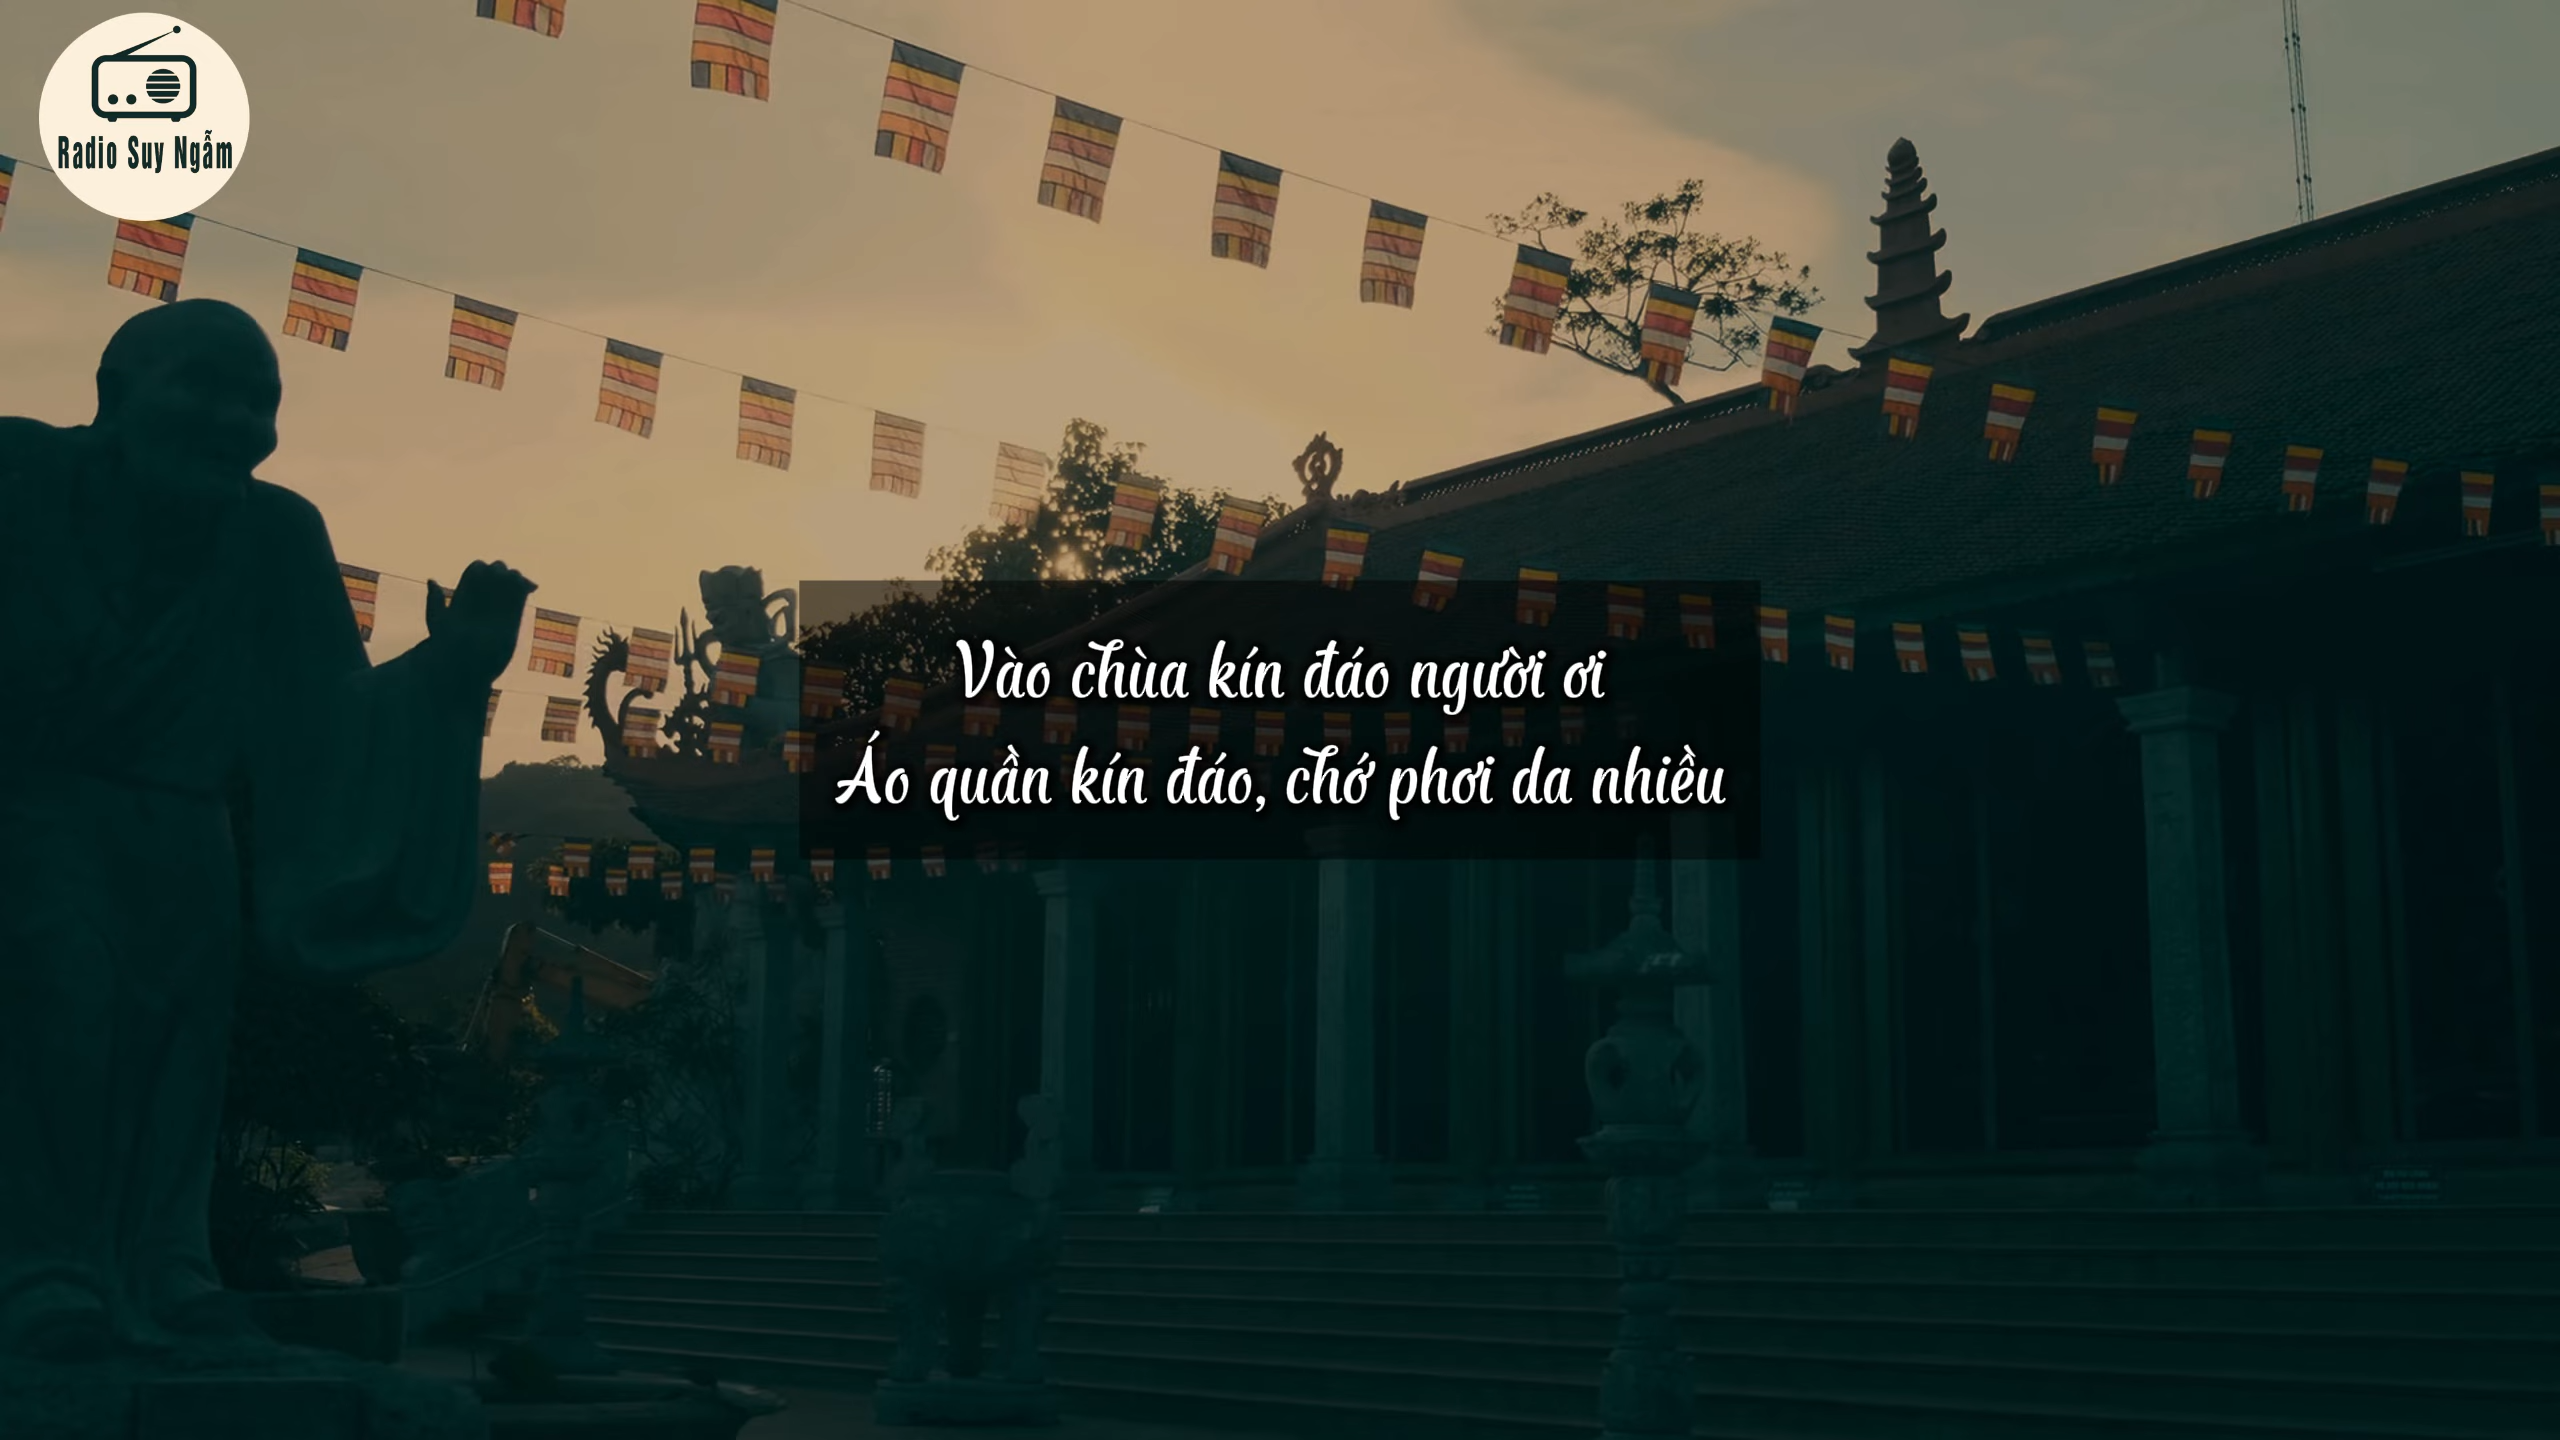 Radio Suy Ngẫm
Vào chùa kín đáo người ơi
Áo quần kín đáo, chớ phơi da nhiều